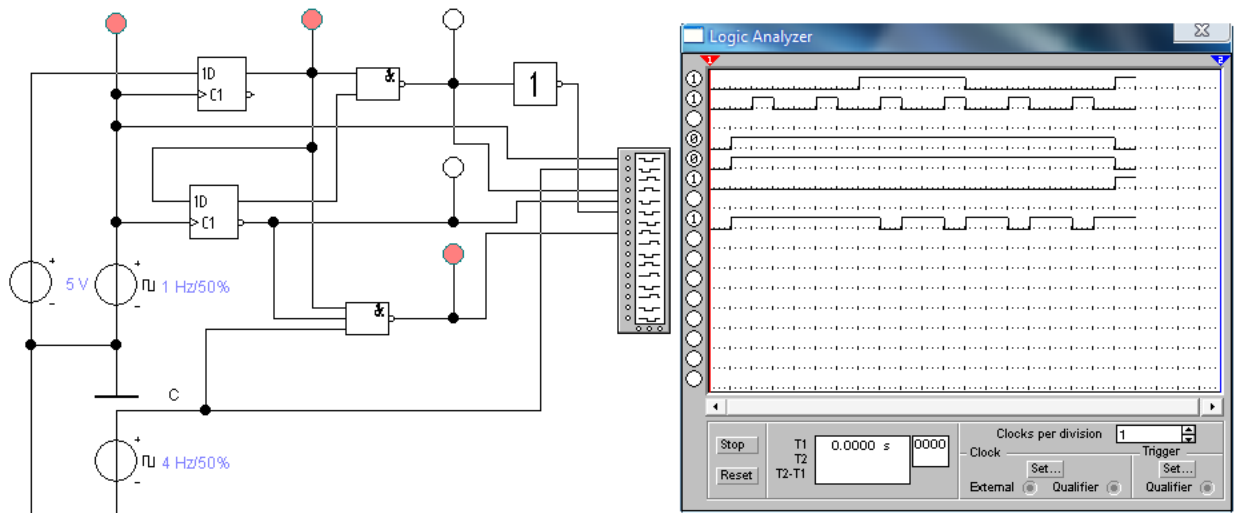 1D
C1
&
1
1D
C1
5 V
1 Hz/50%
&
C
4 Hz/50%
Logic Analyzer
1
2
1
1
0
0
1
1
Stop
Reset
T1
T2
T2-T1
0.0000 s
0000
Clocks per division
1
Clock
Set...
External
Qualifier
Trigger
Set...
Qualifier